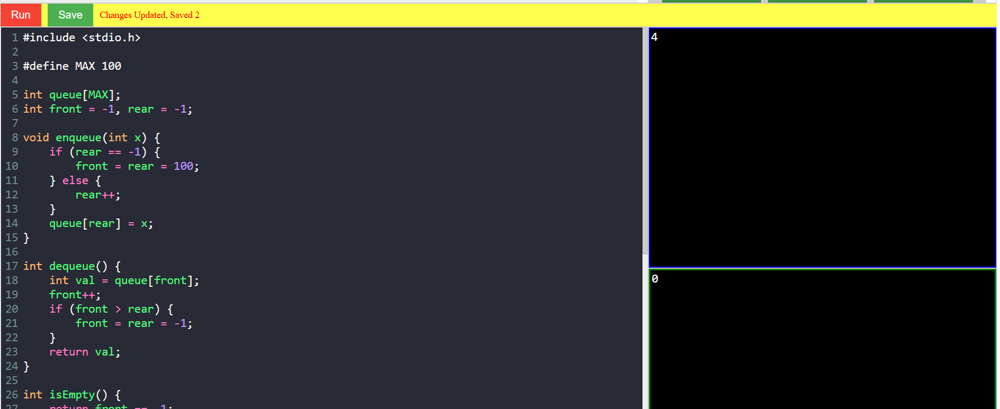 Run Save Changes Updated, Saved 2
1 #include <stdio.h>
2
3 #define MAX 100
4
5 int queue[MAX];
6 int front = -1, rear = -1;
7
8 void enqueue(int x) {
9     if (rear == -1) {
10         front = rear = 100;
11     } else {
12         rear++;
13     }
14     queue[rear] = x;
15 }
16
17 int dequeue() {
18     int val = queue[front];
19     front++;
20     if (front > rear) {
21         front = rear = -1;
22     }
23     return val;
24 }
25
26 int isEmpty() {
27     return front == -1;
4
0